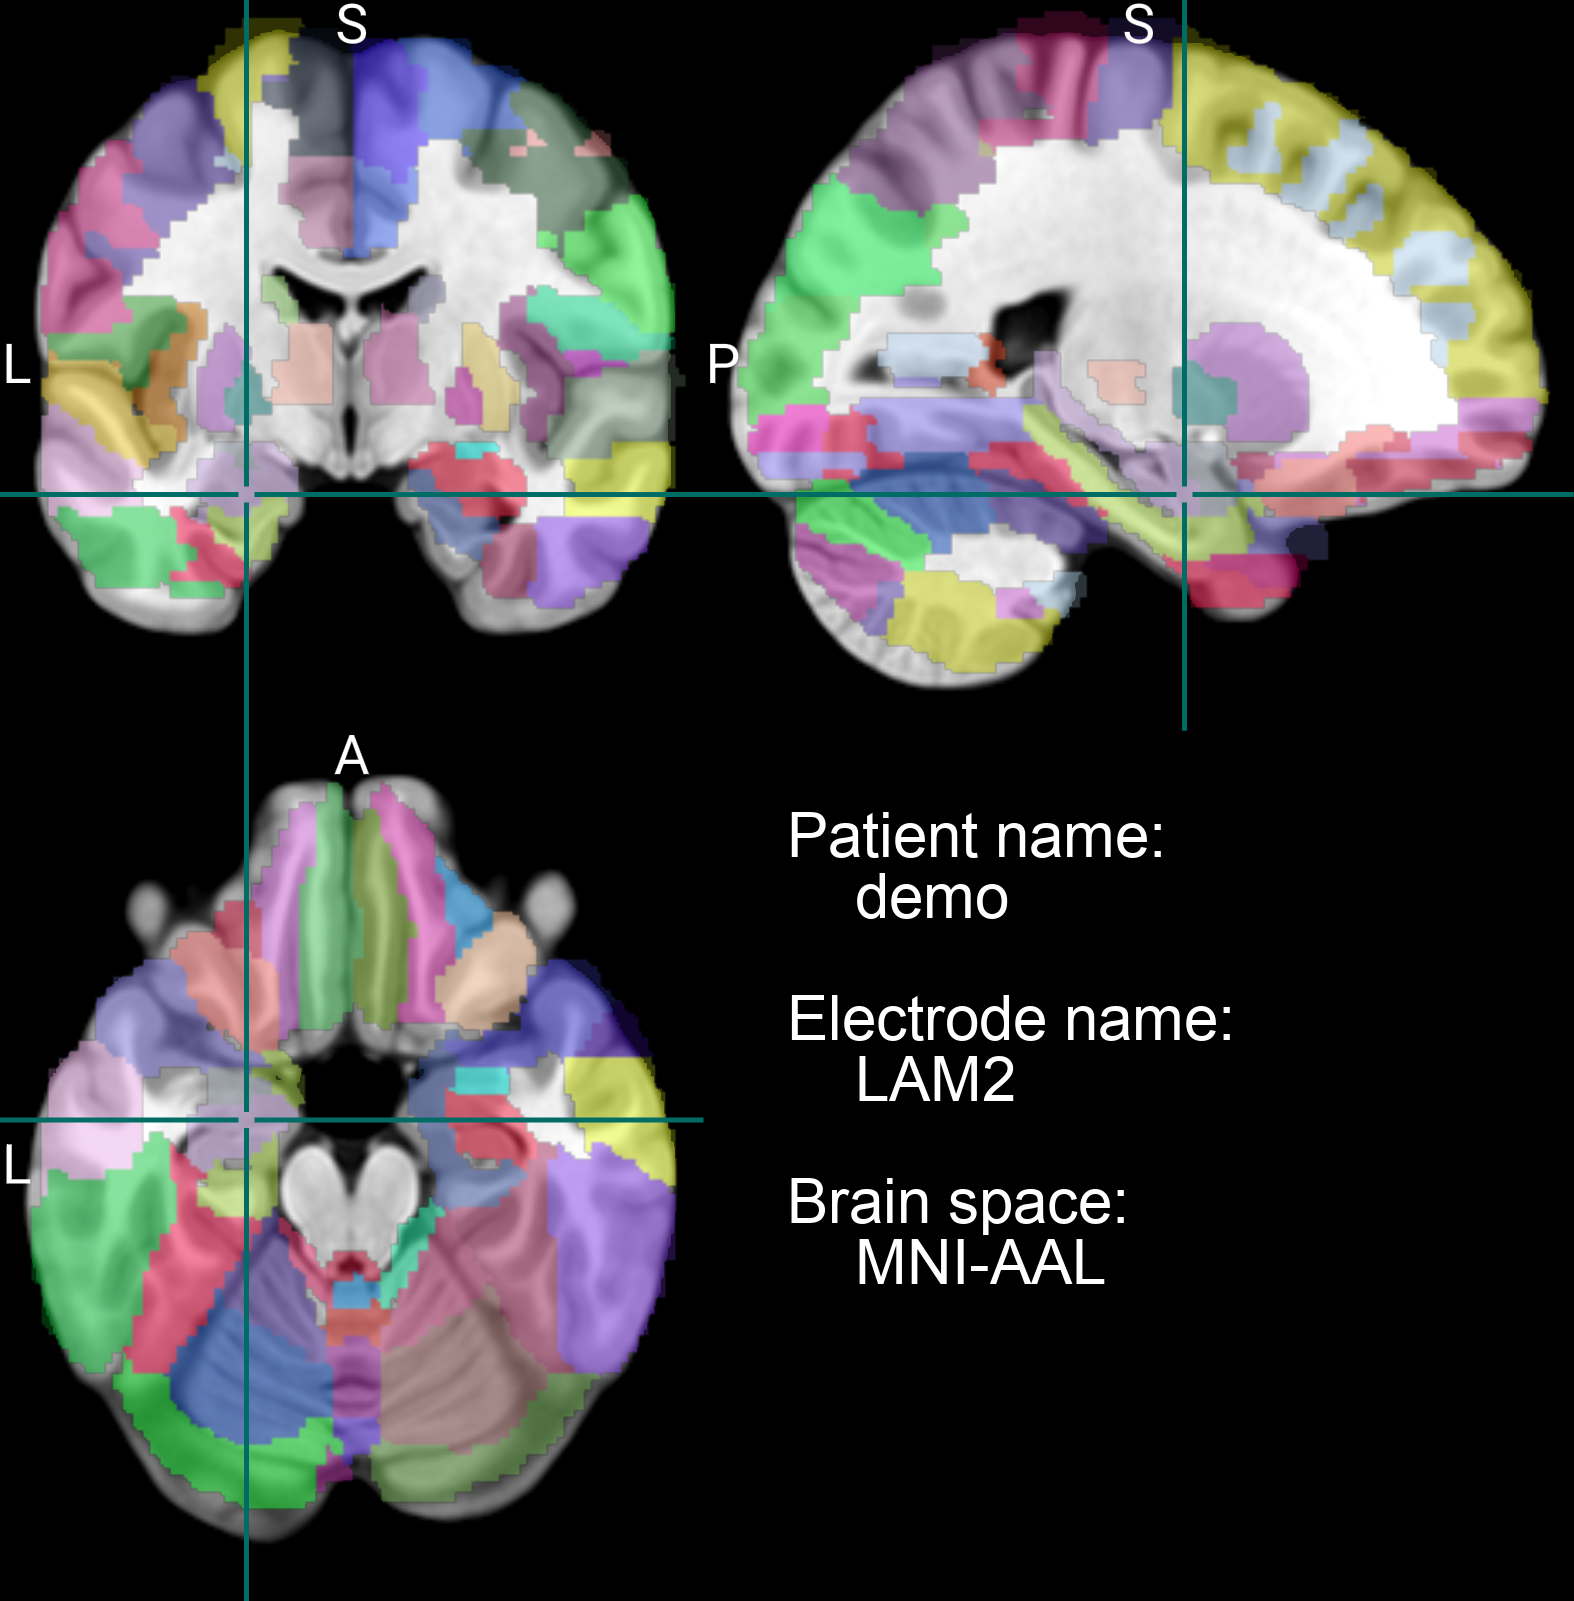 S
S
L
P
A
L
Patient name:
demo
Electrode name:
LAM2
Brain space:
MNI-AAL